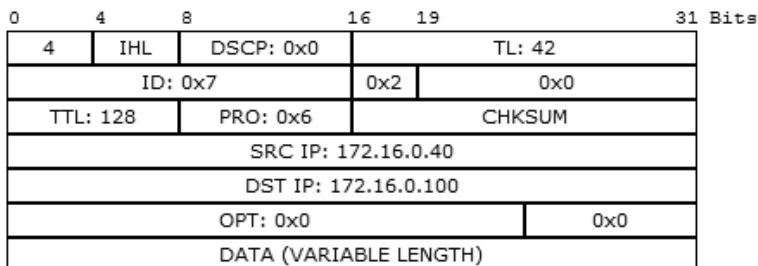 0 4 8 16 19 31 Bits
4 IHL DSCP: 0x0 TL: 42
ID: 0x7 0x2 0x0
TTL: 128 PRO: 0x6 CHKSUM
SRC IP: 172.16.0.40
DST IP: 172.16.0.100
OPT: 0x0 0x0
DATA (VARIABLE LENGTH)